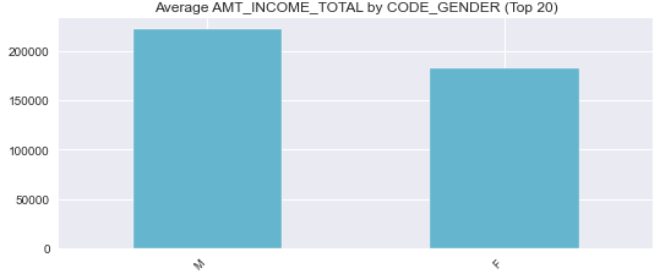 Average AMT_INCOME_TOTAL by CODE_GENDER (Top 20)
200000
150000
100000
50000
0
M
F